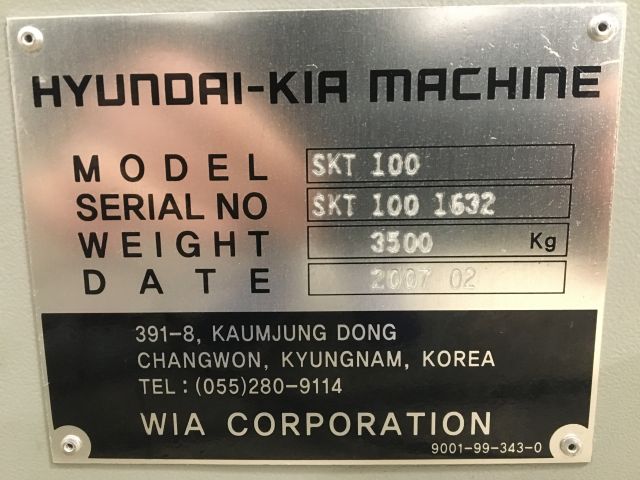 HYUNDAI-KIA MACHINE
MODEL SKT 100
SERIAL NO SKT 100 1632
WEIGHT 3500 Kg
DATE 2007 02
391-8, KAUMJUNG DONG
CHANGWON, KYUNGNAM, KOREA
TEL : (055)280-9114
WIA CORPORATION
9001-99-343-0